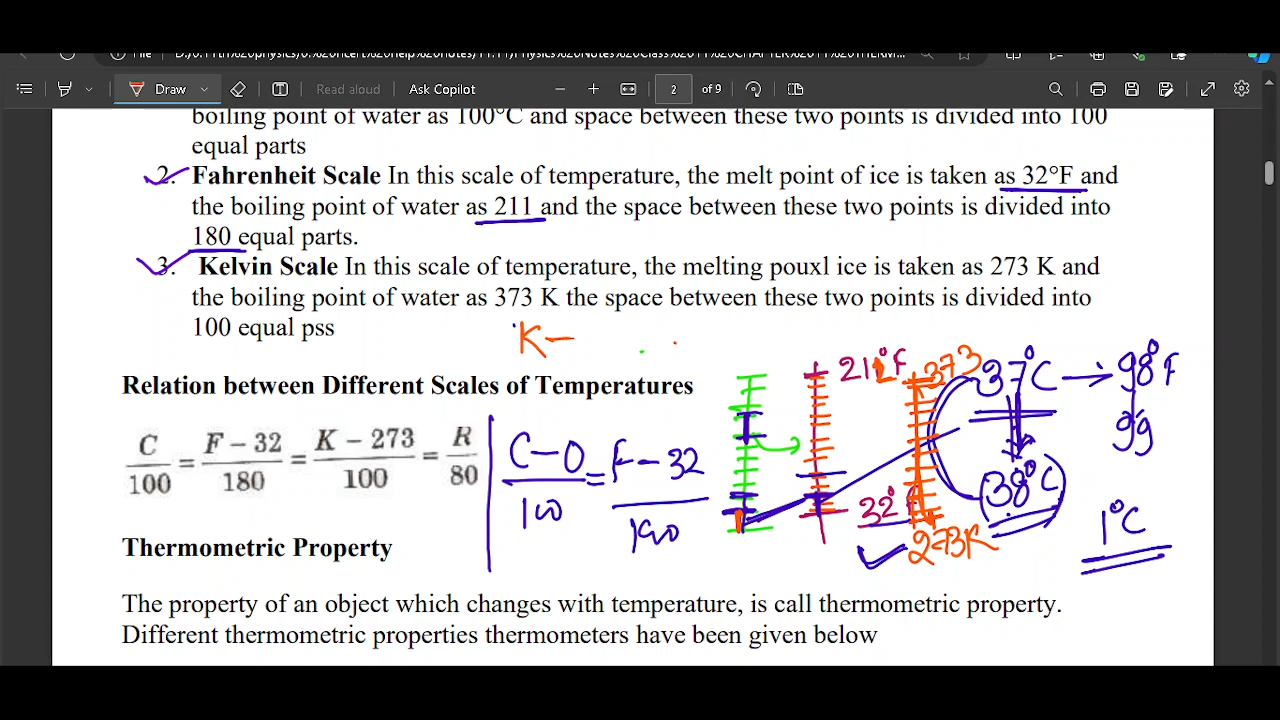 Draw
Read aloud
Ask Copilot
2
of 9
boiling point of water as 100°C and space between these two points is divided into 100
equal parts
2. Fahrenheit Scale In this scale of temperature, the melt point of ice is taken as 32°F and
the boiling point of water as 211 and the space between these two points is divided into
180 equal parts.
3. Kelvin Scale In this scale of temperature, the melting pouxl ice is taken as 273 K and
the boiling point of water as 373 K the space between these two points is divided into
100 equal pss
K-
Relation between Different Scales of Temperatures
C/100 = F - 32/180 = K - 273/100 = R/80
C-0/100 = F-32/180
373
32°
273K
37°C → 98°F
99
38°C
1°C
Thermometric Property
The property of an object which changes with temperature, is call thermometric property.
Different thermometric properties thermometers have been given below